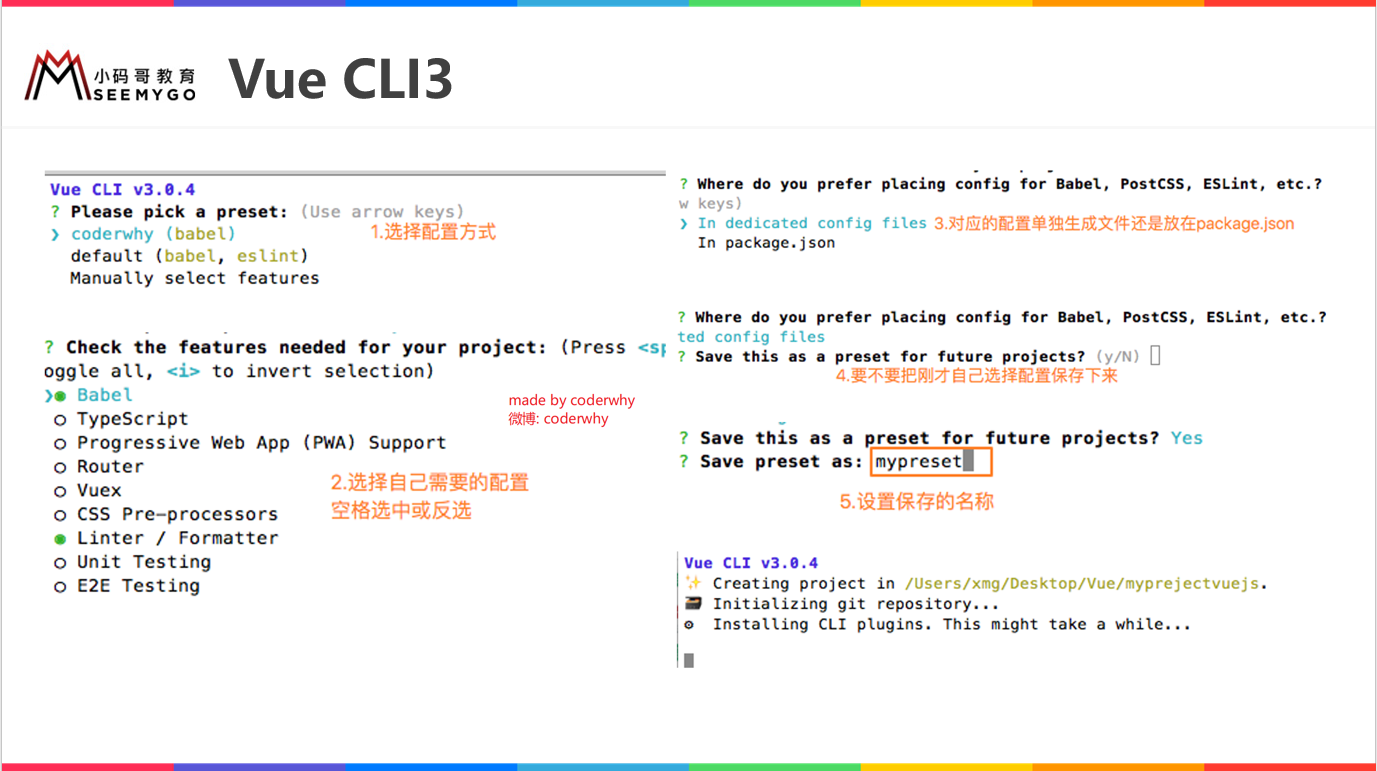 小码哥教育
SEEMYGO
Vue CLI3
Vue CLI v3.0.4
? Please pick a preset: (Use arrow keys)
❯ coderwhy (babel)
1.选择配置方式
default (babel, eslint)
Manually select features
? Check the features needed for your project: (Press <sp
oggle all, <i> to invert selection)
❯◉ Babel
○ TypeScript
○ Progressive Web App (PWA) Support
○ Router
○ Vuex
○ CSS Pre-processors
◉ Linter / Formatter
○ Unit Testing
○ E2E Testing
made by coderwhy
微博: coderwhy
2.选择自己需要的配置
空格选中或反选
? Where do you prefer placing config for Babel, PostCSS, ESLint, etc.?
w keys)
❯ In dedicated config files 3.对应的配置单独生成文件还是放在package.json
In package.json
? Where do you prefer placing config for Babel, PostCSS, ESLint, etc.?
ted config files
? Save this as a preset for future projects? (y/N)
4.要不要把刚才自己选择配置保存下来
? Save this as a preset for future projects? Yes
? Save preset as: mypreset
5.设置保存的名称
Vue CLI v3.0.4
✨ Creating project in /Users/xmg/Desktop/Vue/myprejectvuejs.
🗃 Initializing git repository...
⚙ Installing CLI plugins. This might take a while...